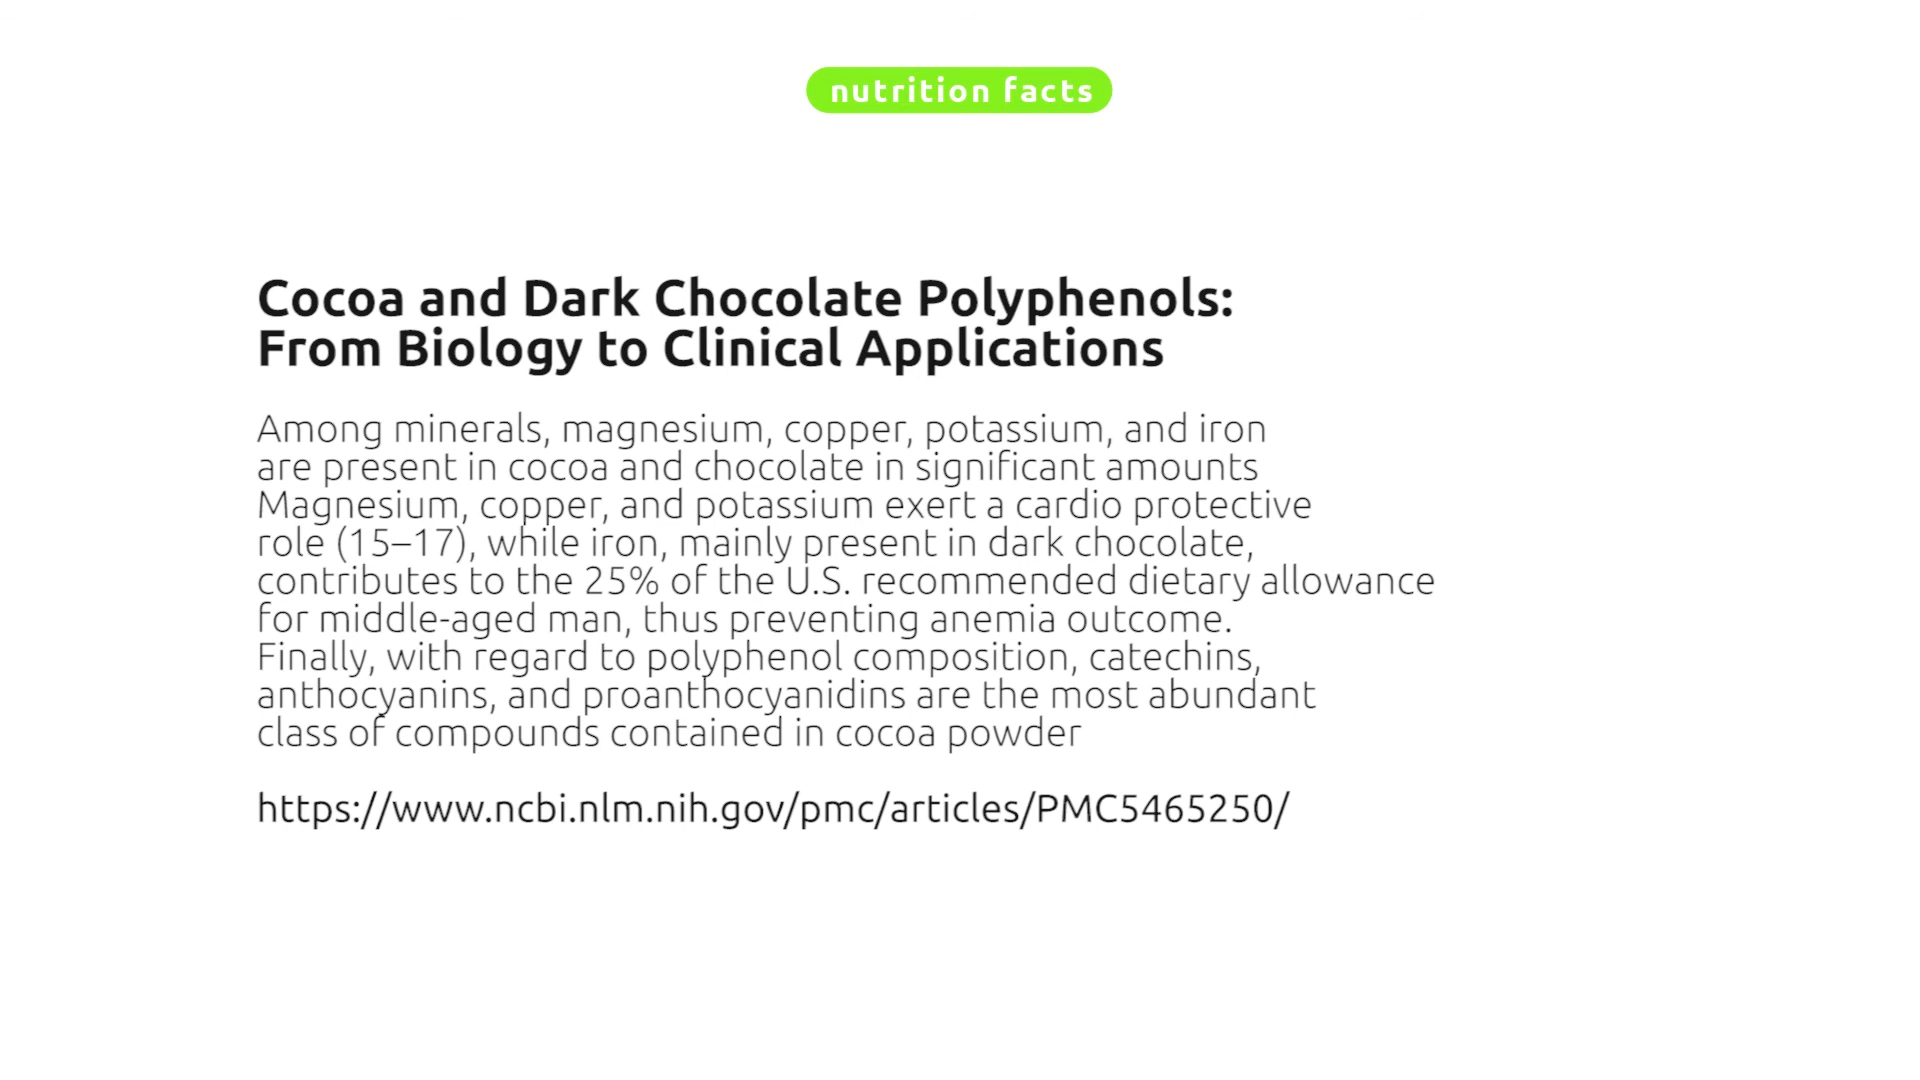 nutrition facts
Cocoa and Dark Chocolate Polyphenols:
From Biology to Clinical Applications
Among minerals, magnesium, copper, potassium, and iron
are present in cocoa and chocolate in significant amounts
Magnesium, copper, and potassium exert a cardio protective
role (15–17), while iron, mainly present in dark chocolate,
contributes to the 25% of the U.S. recommended dietary allowance
for middle-aged man, thus preventing anemia outcome.
Finally, with regard to polyphenol composition, catechins,
anthocyanins, and proanthocyanidins are the most abundant
class of compounds contained in cocoa powder
https://www.ncbi.nlm.nih.gov/pmc/articles/PMC5465250/